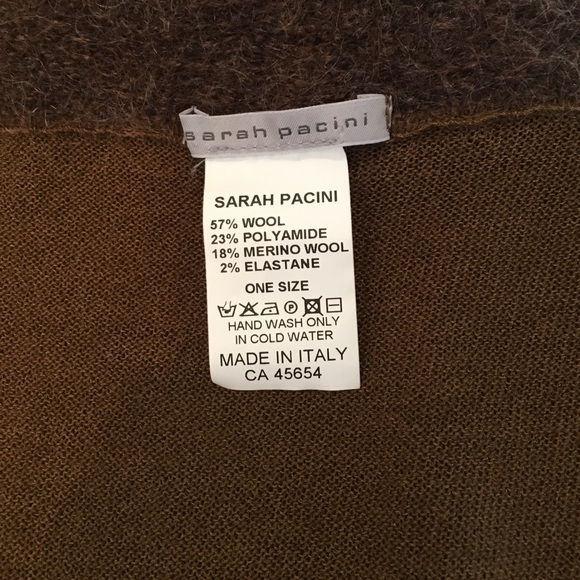 sarah pacini
SARAH PACINI
57% WOOL
23% POLYAMIDE
18% MERINO WOOL
2% ELASTANE
ONE SIZE
P
HAND WASH ONLY
IN COLD WATER
MADE IN ITALY
CA 45654